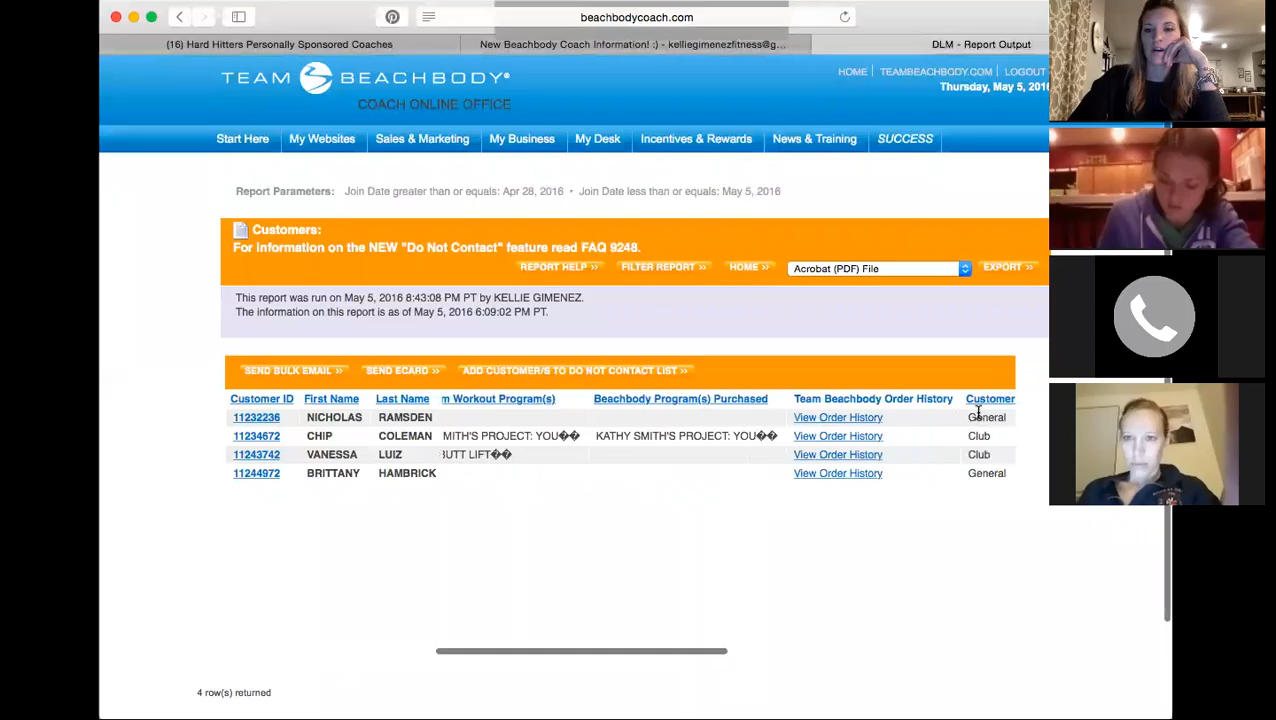 beachbodycoach.com
(16) Hard Hitters Personally Sponsored Coaches
New Beachbody Coach Information! :) - kelliegimenezfitness@g...
DLM - Report Output
TEAM BEACHBODY®
COACH ONLINE OFFICE
HOME | TEAMBEACHBODY.COM | LOGOUT
Thursday, May 5, 2016
Start Here My Websites Sales & Marketing My Business My Desk Incentives & Rewards News & Training SUCCESS
Report Parameters: Join Date greater than or equals: Apr 28, 2016 • Join Date less than or equals: May 5, 2016
Customers:
For information on the NEW "Do Not Contact" feature read FAQ 9248.
REPORT HELP »» FILTER REPORT »» HOME »» Acrobat (PDF) File EXPORT »»
This report was run on May 5, 2016 8:43:08 PM PT by KELLIE GIMENEZ.
The information on this report is as of May 5, 2016 6:09:02 PM PT.
SEND BULK EMAIL »» SEND ECARD »» ADD CUSTOMER/S TO DO NOT CONTACT LIST »»
Customer ID First Name Last Name m Workout Program(s) Beachbody Program(s) Purchased Team Beachbody Order History Customer
11232236 NICHOLAS RAMSDEN View Order History General
11234672 CHIP COLEMAN SMITH'S PROJECT: YOU�� KATHY SMITH'S PROJECT: YOU�� View Order History Club
11243742 VANESSA LUIZ BUTT LIFT�� View Order History Club
11244972 BRITTANY HAMBRICK View Order History General
4 row(s) returned